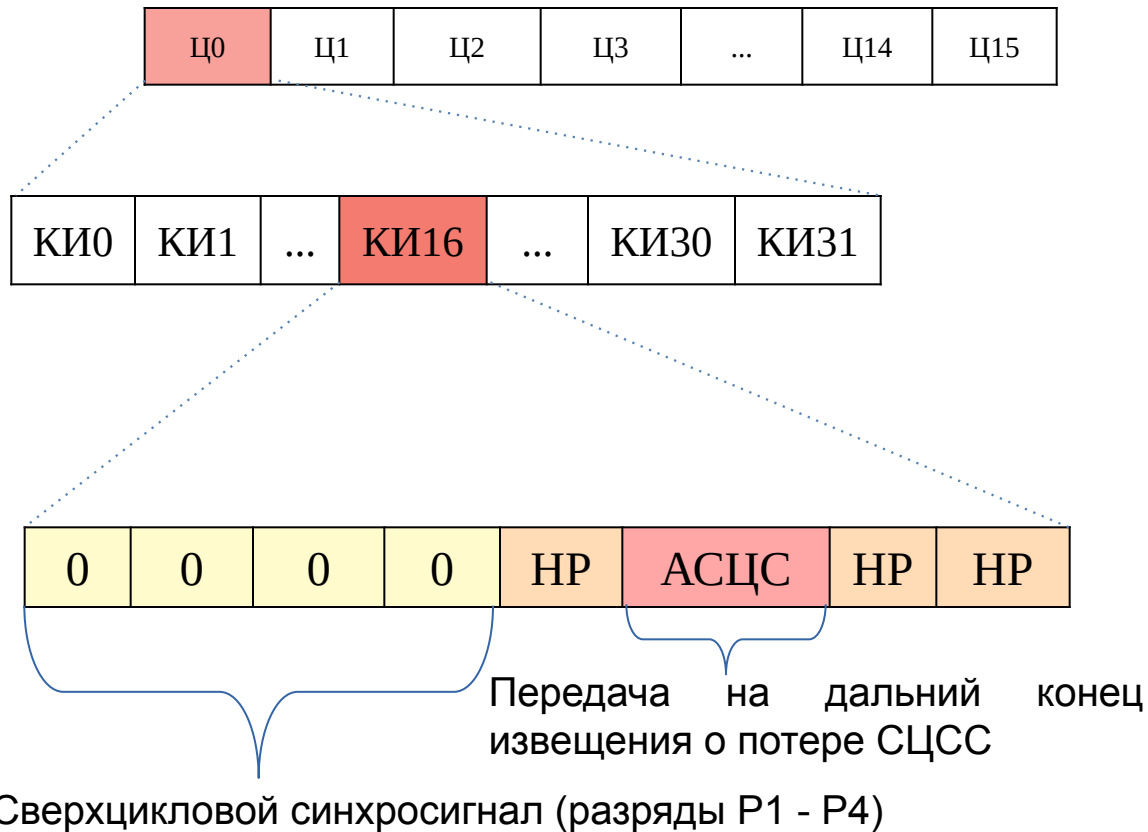 Ц0 Ц1 Ц2 Ц3 ... Ц14 Ц15
КИ0 КИ1 ... КИ16 ... КИ30 КИ31
0 0 0 0 НР АСЦС НР НР
Передача на дальний конец
извещения о потере СЦСС
Сверхцикловой синхросигнал (разряды Р1 - Р4)